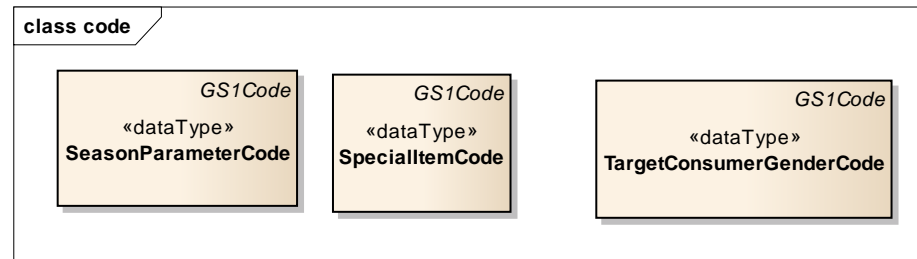 class code
GS1Code
«dataType»
SeasonParameterCode
GS1Code
«dataType»
SpecialItemCode
GS1Code
«dataType»
TargetConsumerGenderCode